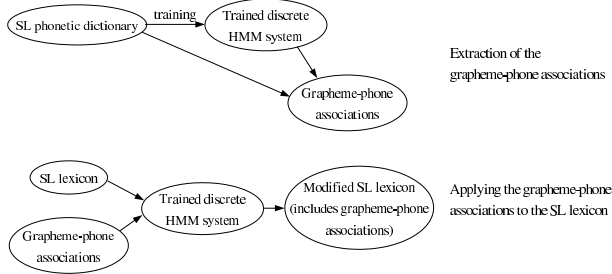 SL phonetic dictionary
training
Trained discrete
HMM system
Grapheme-phone
associations
Extraction of the
grapheme-phone associations
SL lexicon
Grapheme-phone
associations
Trained discrete
HMM system
Modified SL lexicon
(includes grapheme-phone
associations)
Applying the grapheme-phone
associations to the SL lexicon